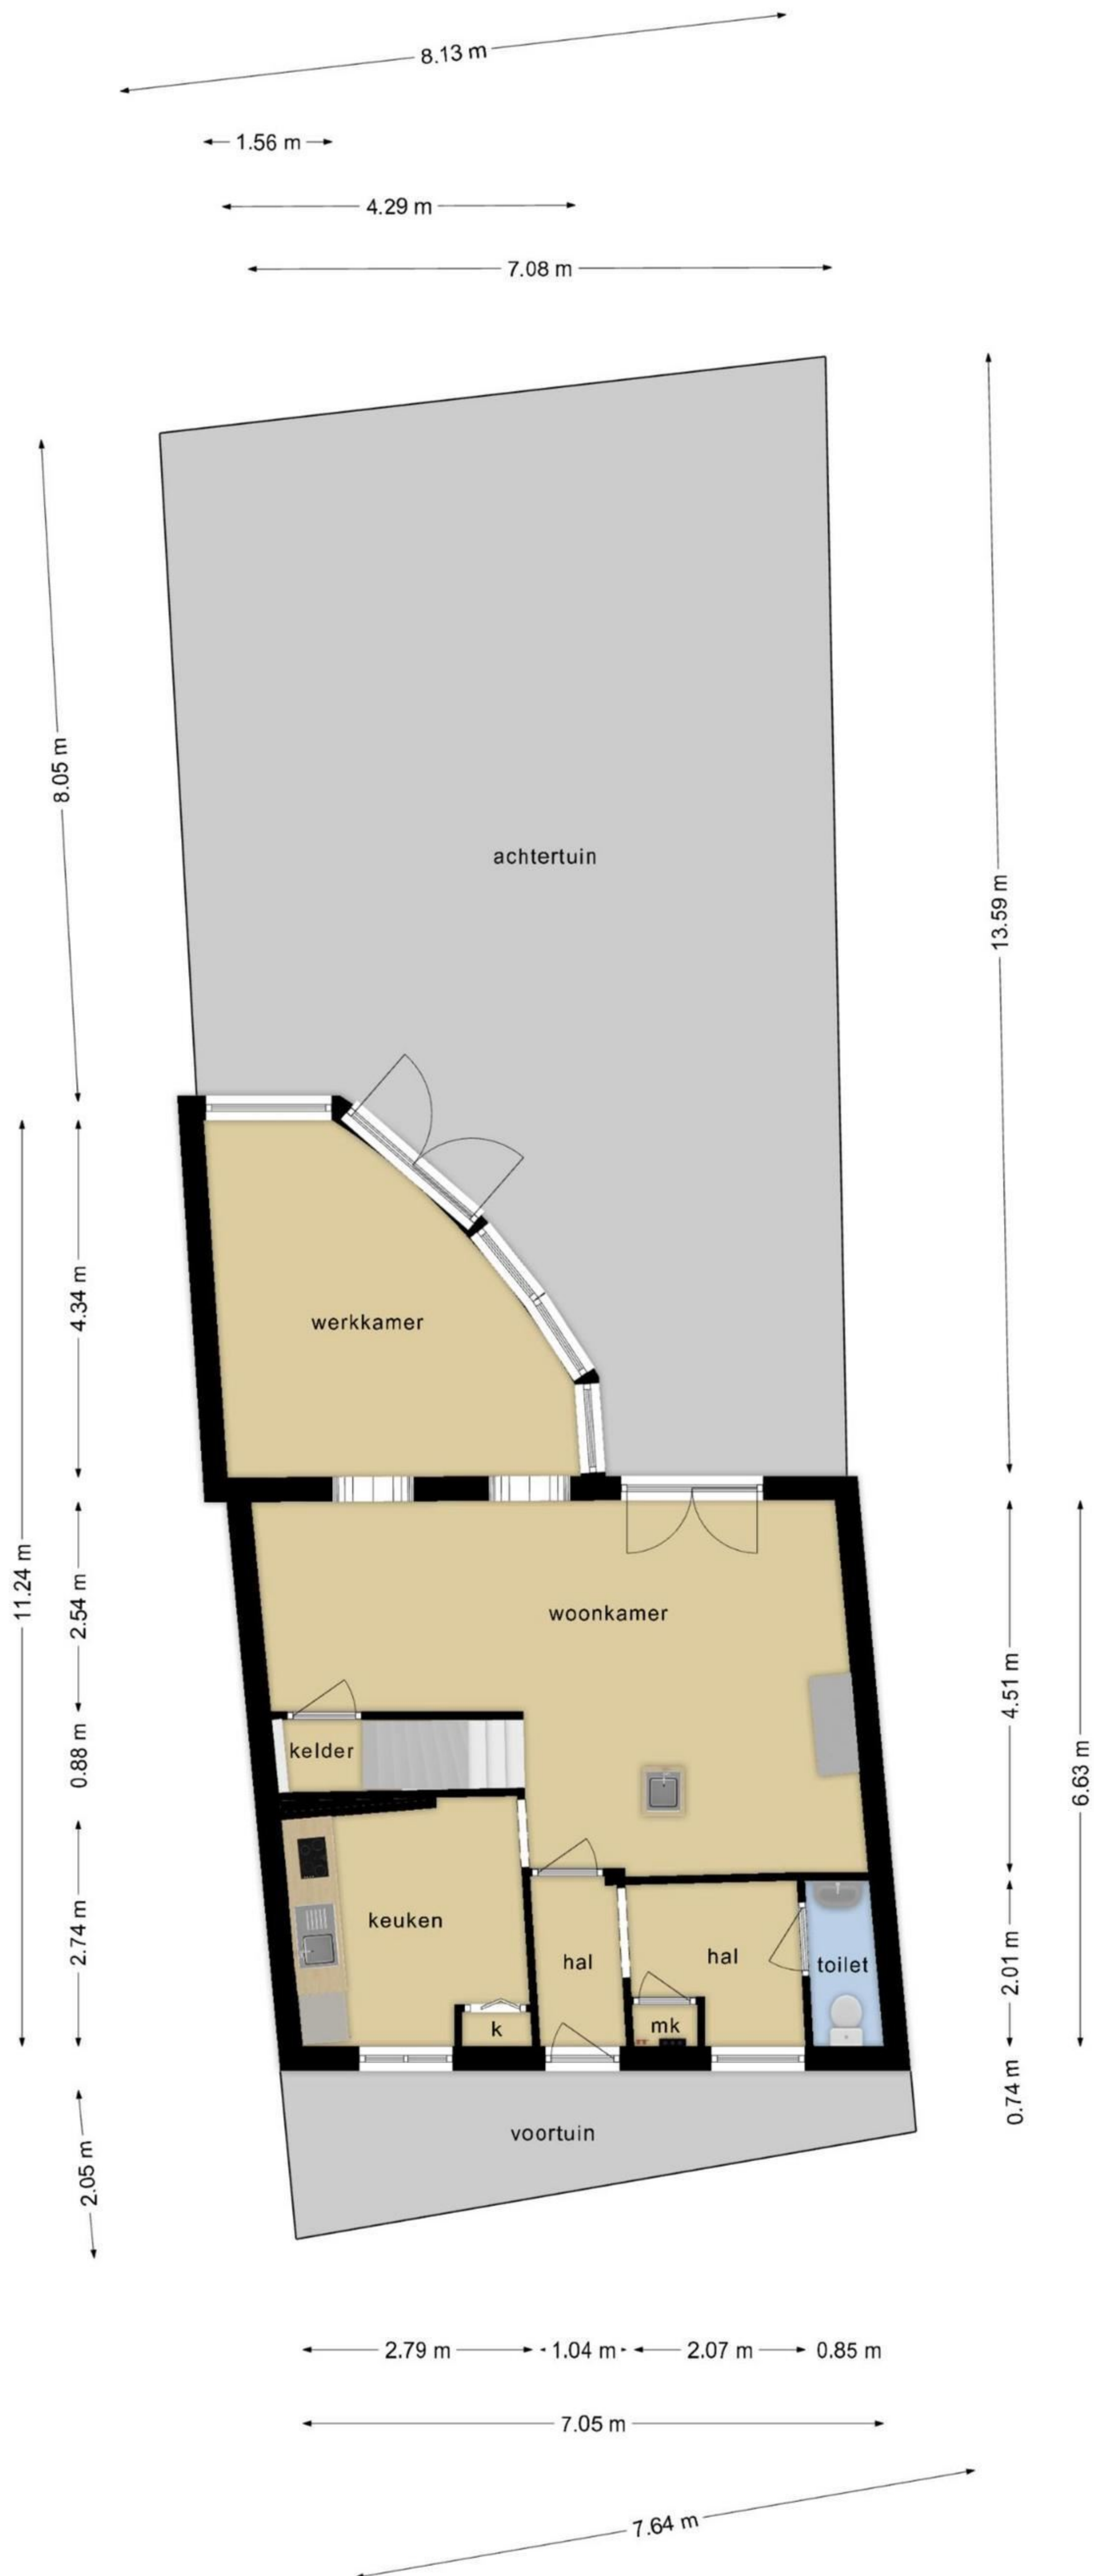 8.13 m
1.56 m
4.29 m
7.08 m
8.05 m
achtertuin
13.59 m
werkkamer
4.34 m
11.24 m
2.54 m
woonkamer
4.51 m
0.88 m
kelder
6.63 m
2.74 m
keuken
hal
hal
toilet
2.01 m
k
mk
0.74 m
voortuin
2.05 m
2.79 m
1.04 m
2.07 m
0.85 m
7.05 m
7.64 m